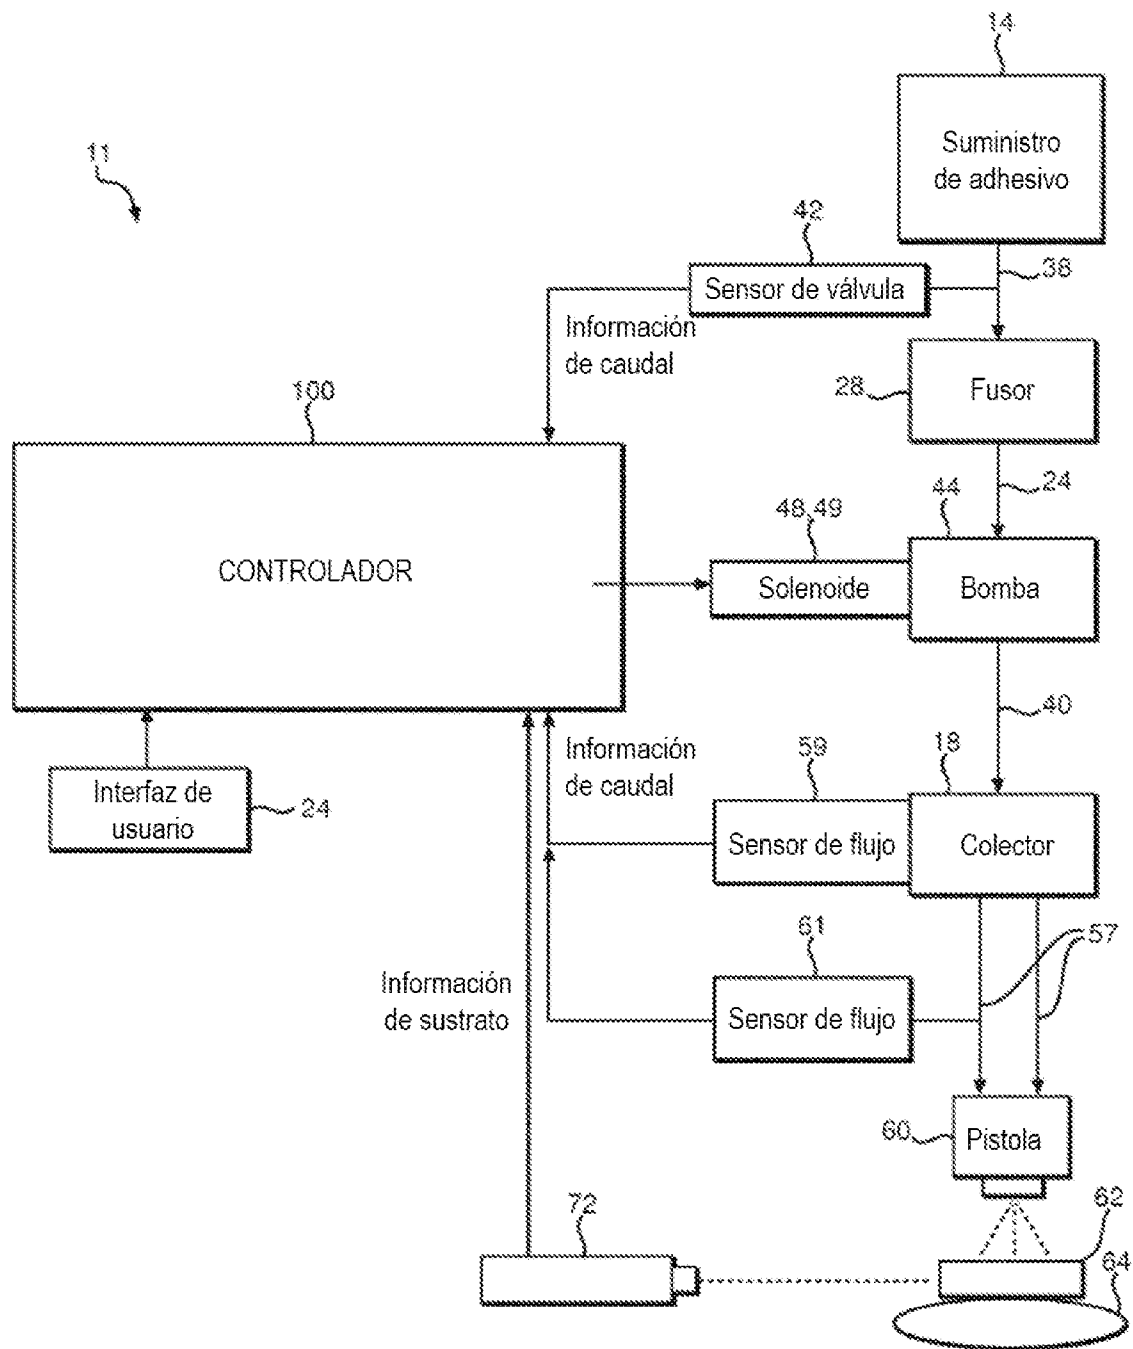 14
Suministro
de adhesivo
11
42
38
Sensor de válvula
Información
de caudal
100
28
Fusor
24
44
48,49
CONTROLADOR
Solenoide
Bomba
40
Información
de caudal
59
18
Interfaz de
usuario
24
Sensor de flujo
Colector
61
57
Información
de sustrato
Sensor de flujo
60
Pistola
72
62
64